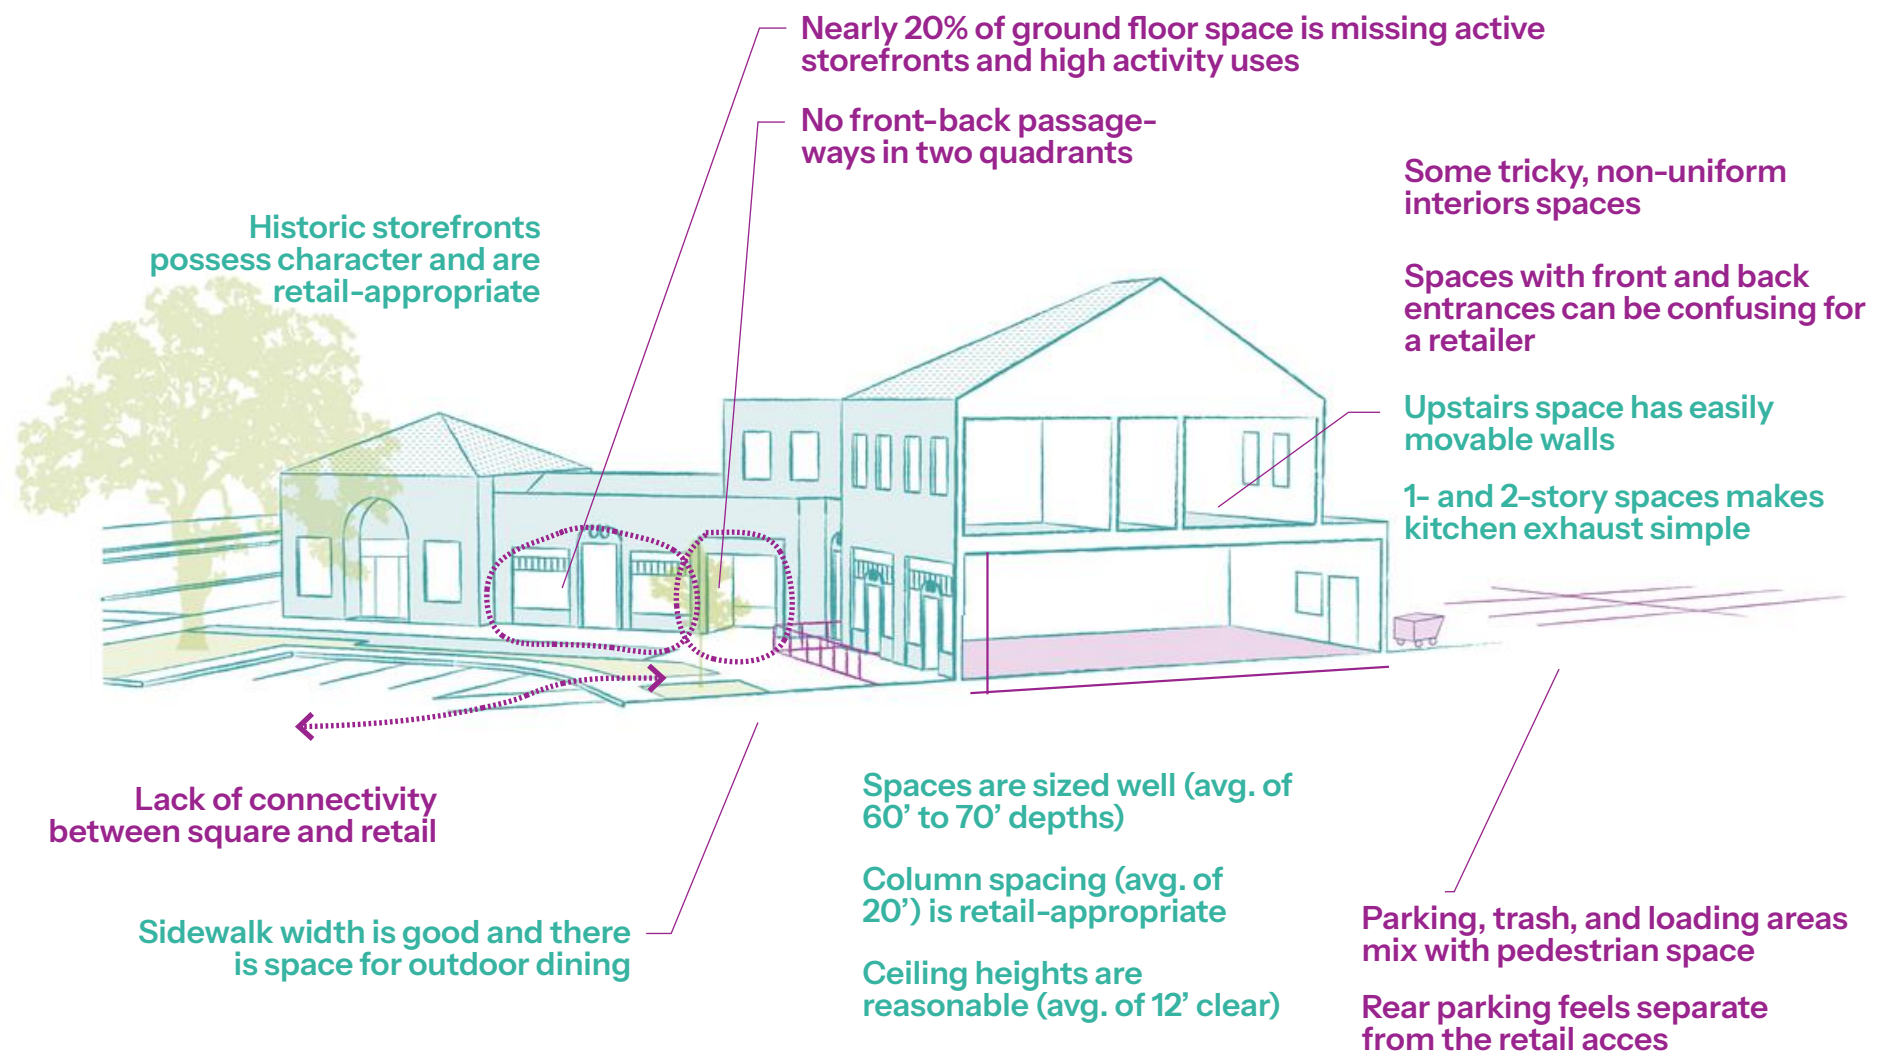 Nearly 20% of ground floor space is missing active
storefronts and high activity uses
No front-back passage-
ways in two quadrants
Some tricky, non-uniform
interiors spaces
Historic storefronts
possess character and are
retail-appropriate
Spaces with front and back
entrances can be confusing for
a retailer
Upstairs space has easily
movable walls
1- and 2-story spaces makes
kitchen exhaust simple
Lack of connectivity
between square and retail
Sidewalk width is good and there
is space for outdoor dining
Spaces are sized well (avg. of
60’ to 70’ depths)
Column spacing (avg. of
20’) is retail-appropriate
Ceiling heights are
reasonable (avg. of 12’ clear)
Parking, trash, and loading areas
mix with pedestrian space
Rear parking feels separate
from the retail acces